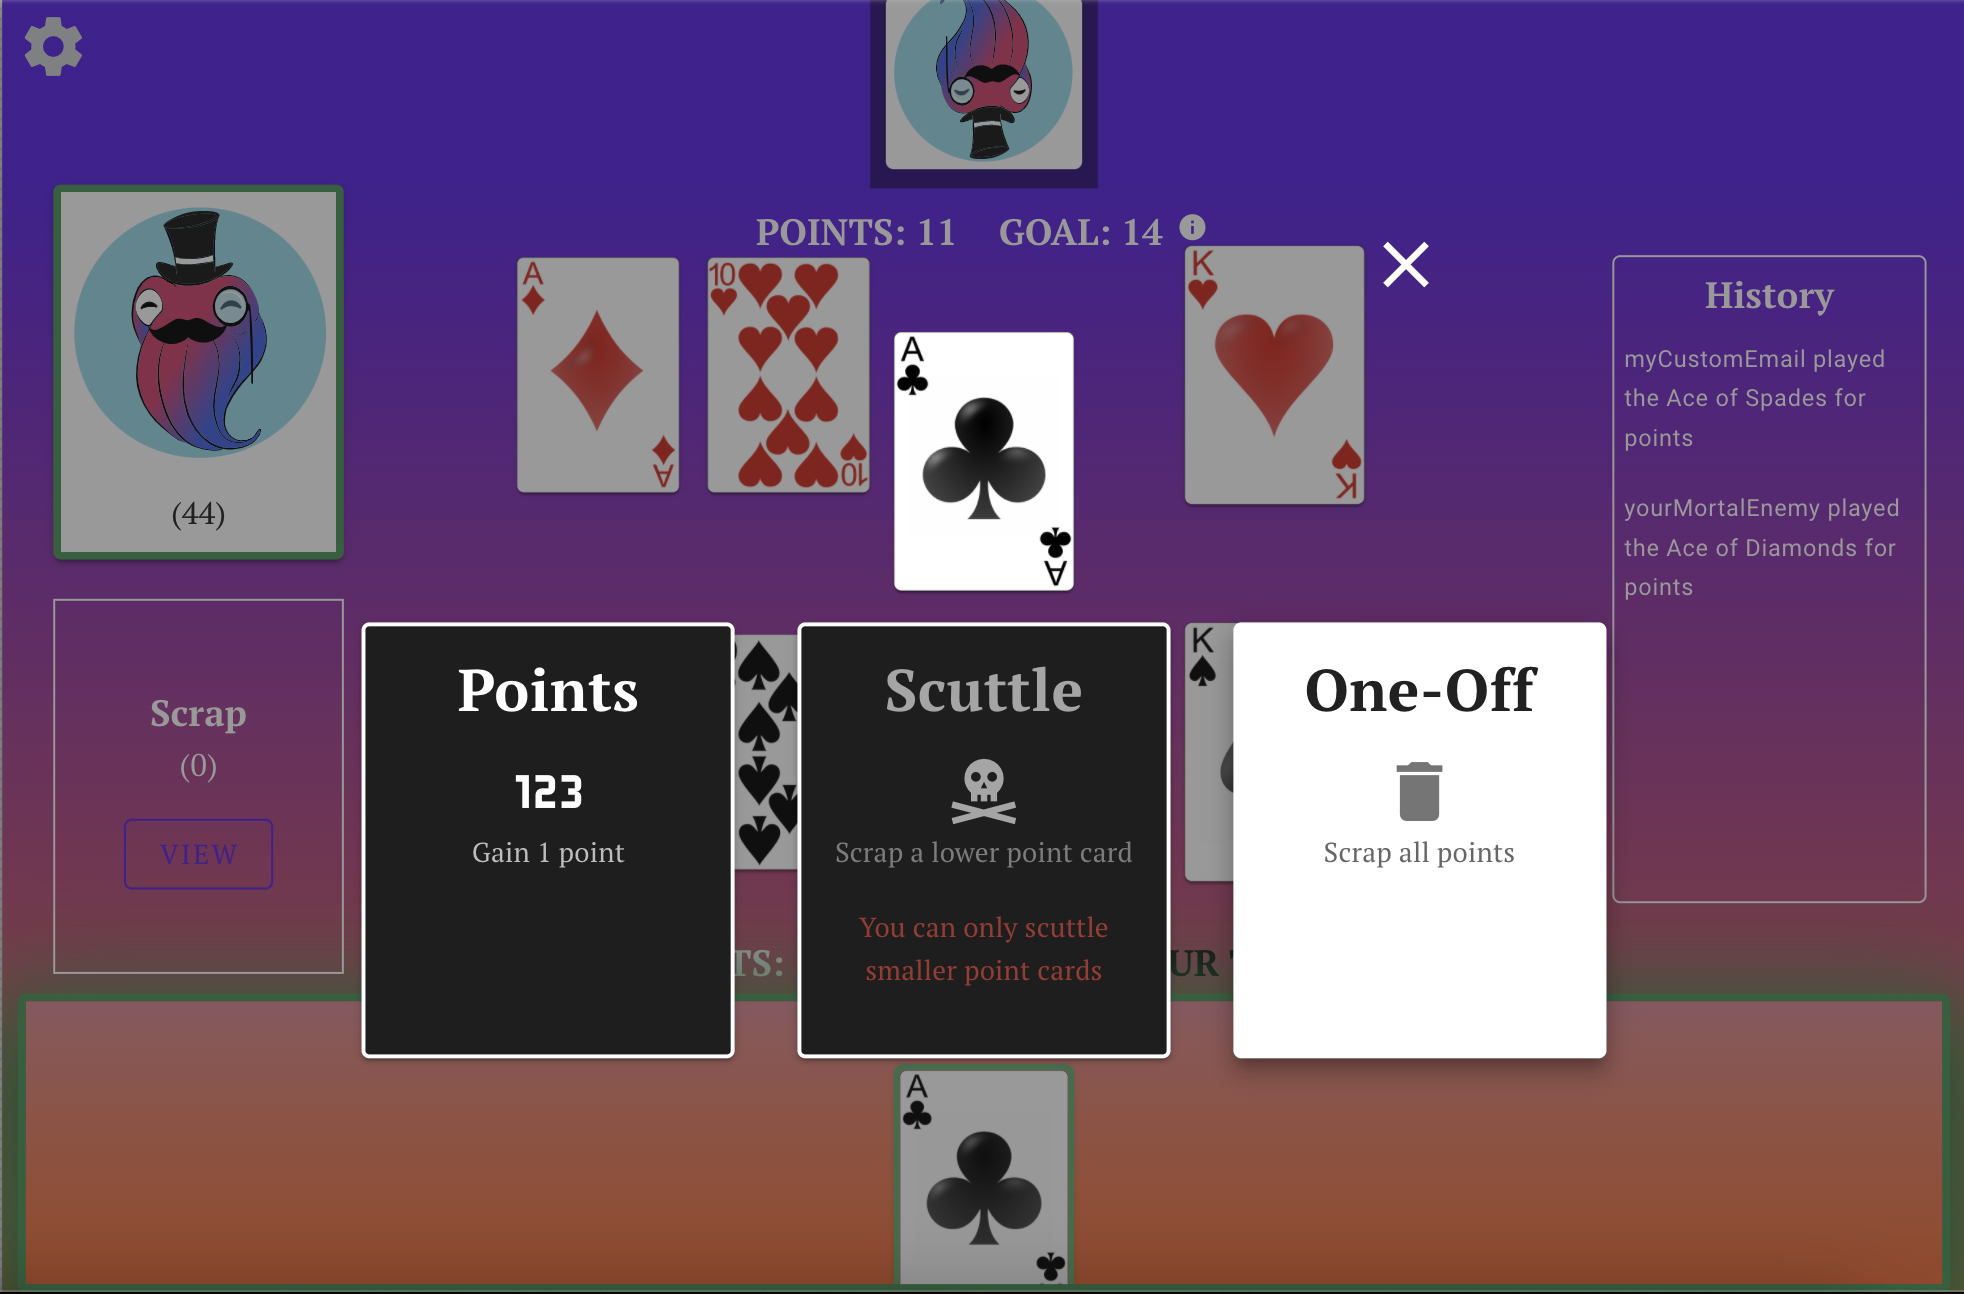 POINTS: 11 GOAL: 14
A
A
10
10
A
A
K
K
(44)
History
myCustomEmail played
the Ace of Spades for
points
yourMortalEnemy played
the Ace of Diamonds for
points
Scrap
(0)
VIEW
Points
123
Gain 1 point
Scuttle
Scrap a lower point card
You can only scuttle
smaller point cards
K
One-Off
Scrap all points
A